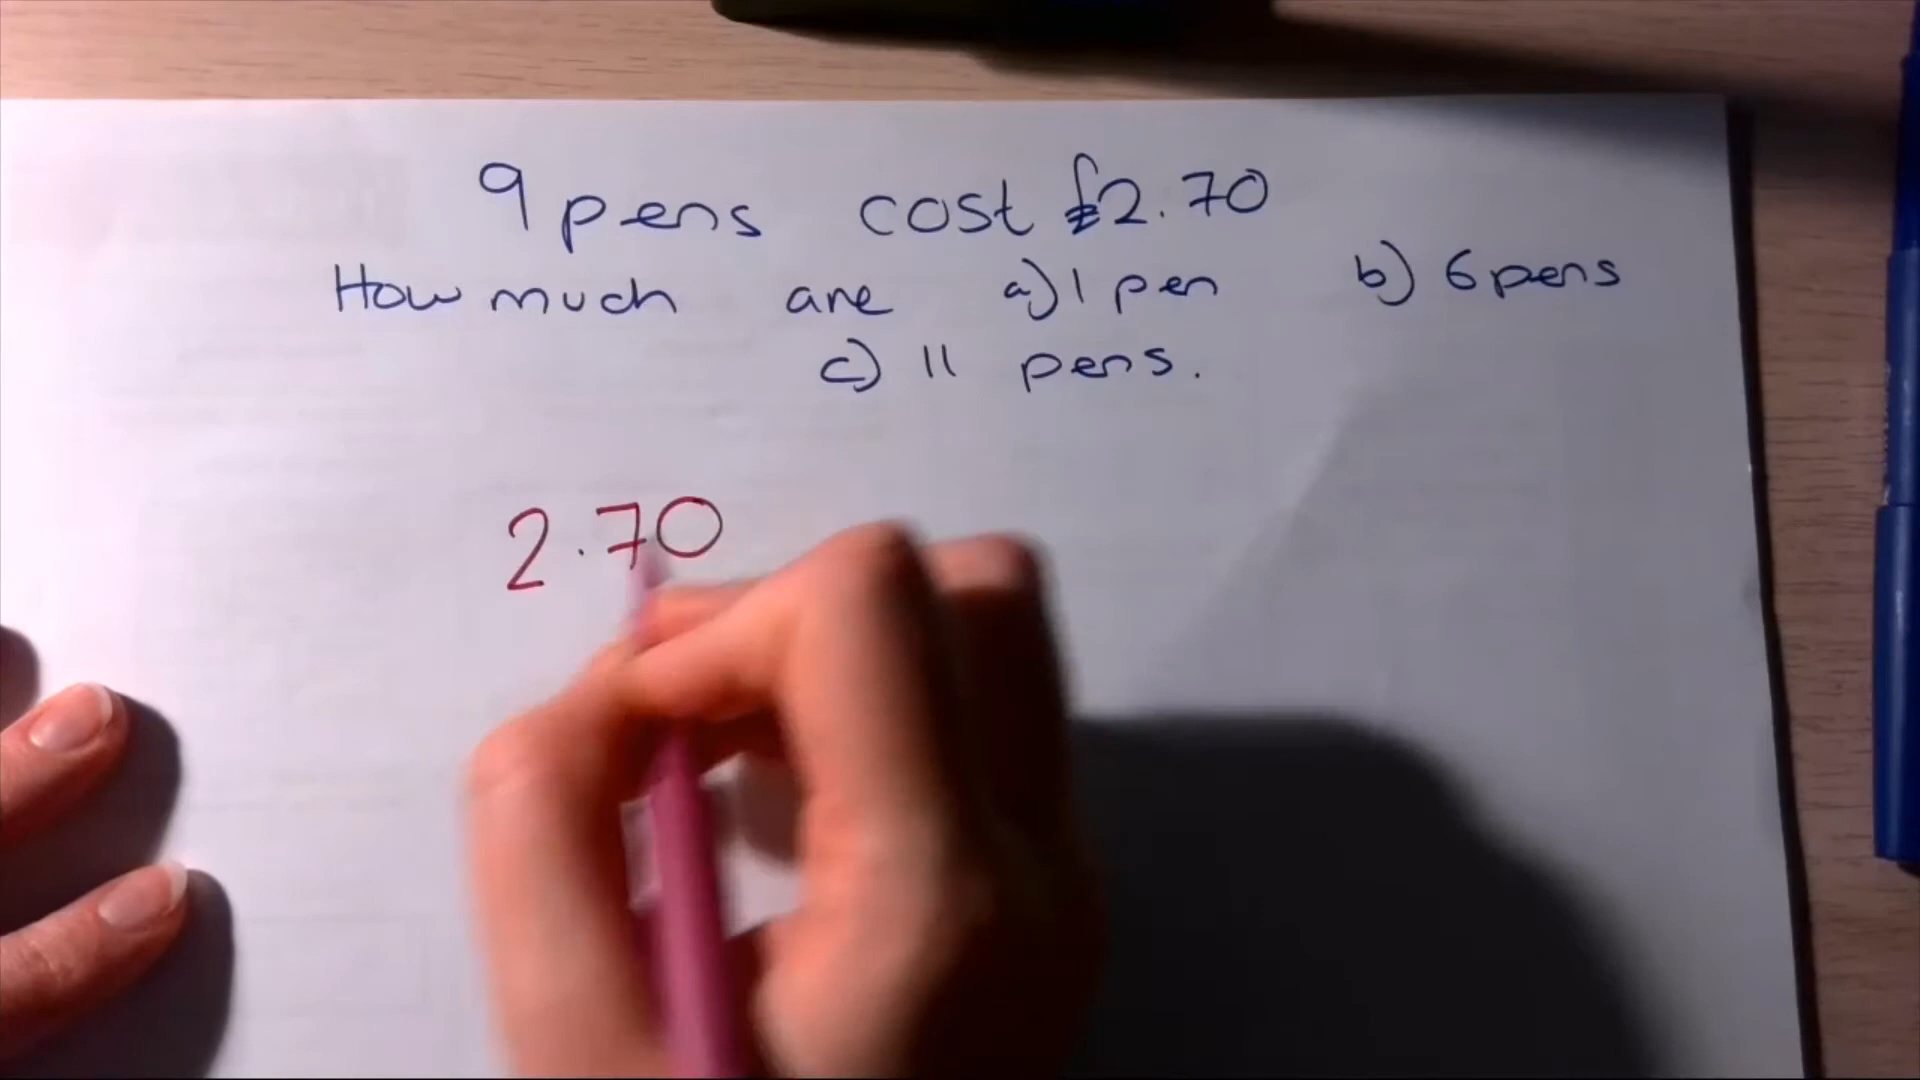 9 pens cost £2.70
How much are a) 1 pen b) 6 pens
c) 11 pens.
2.70